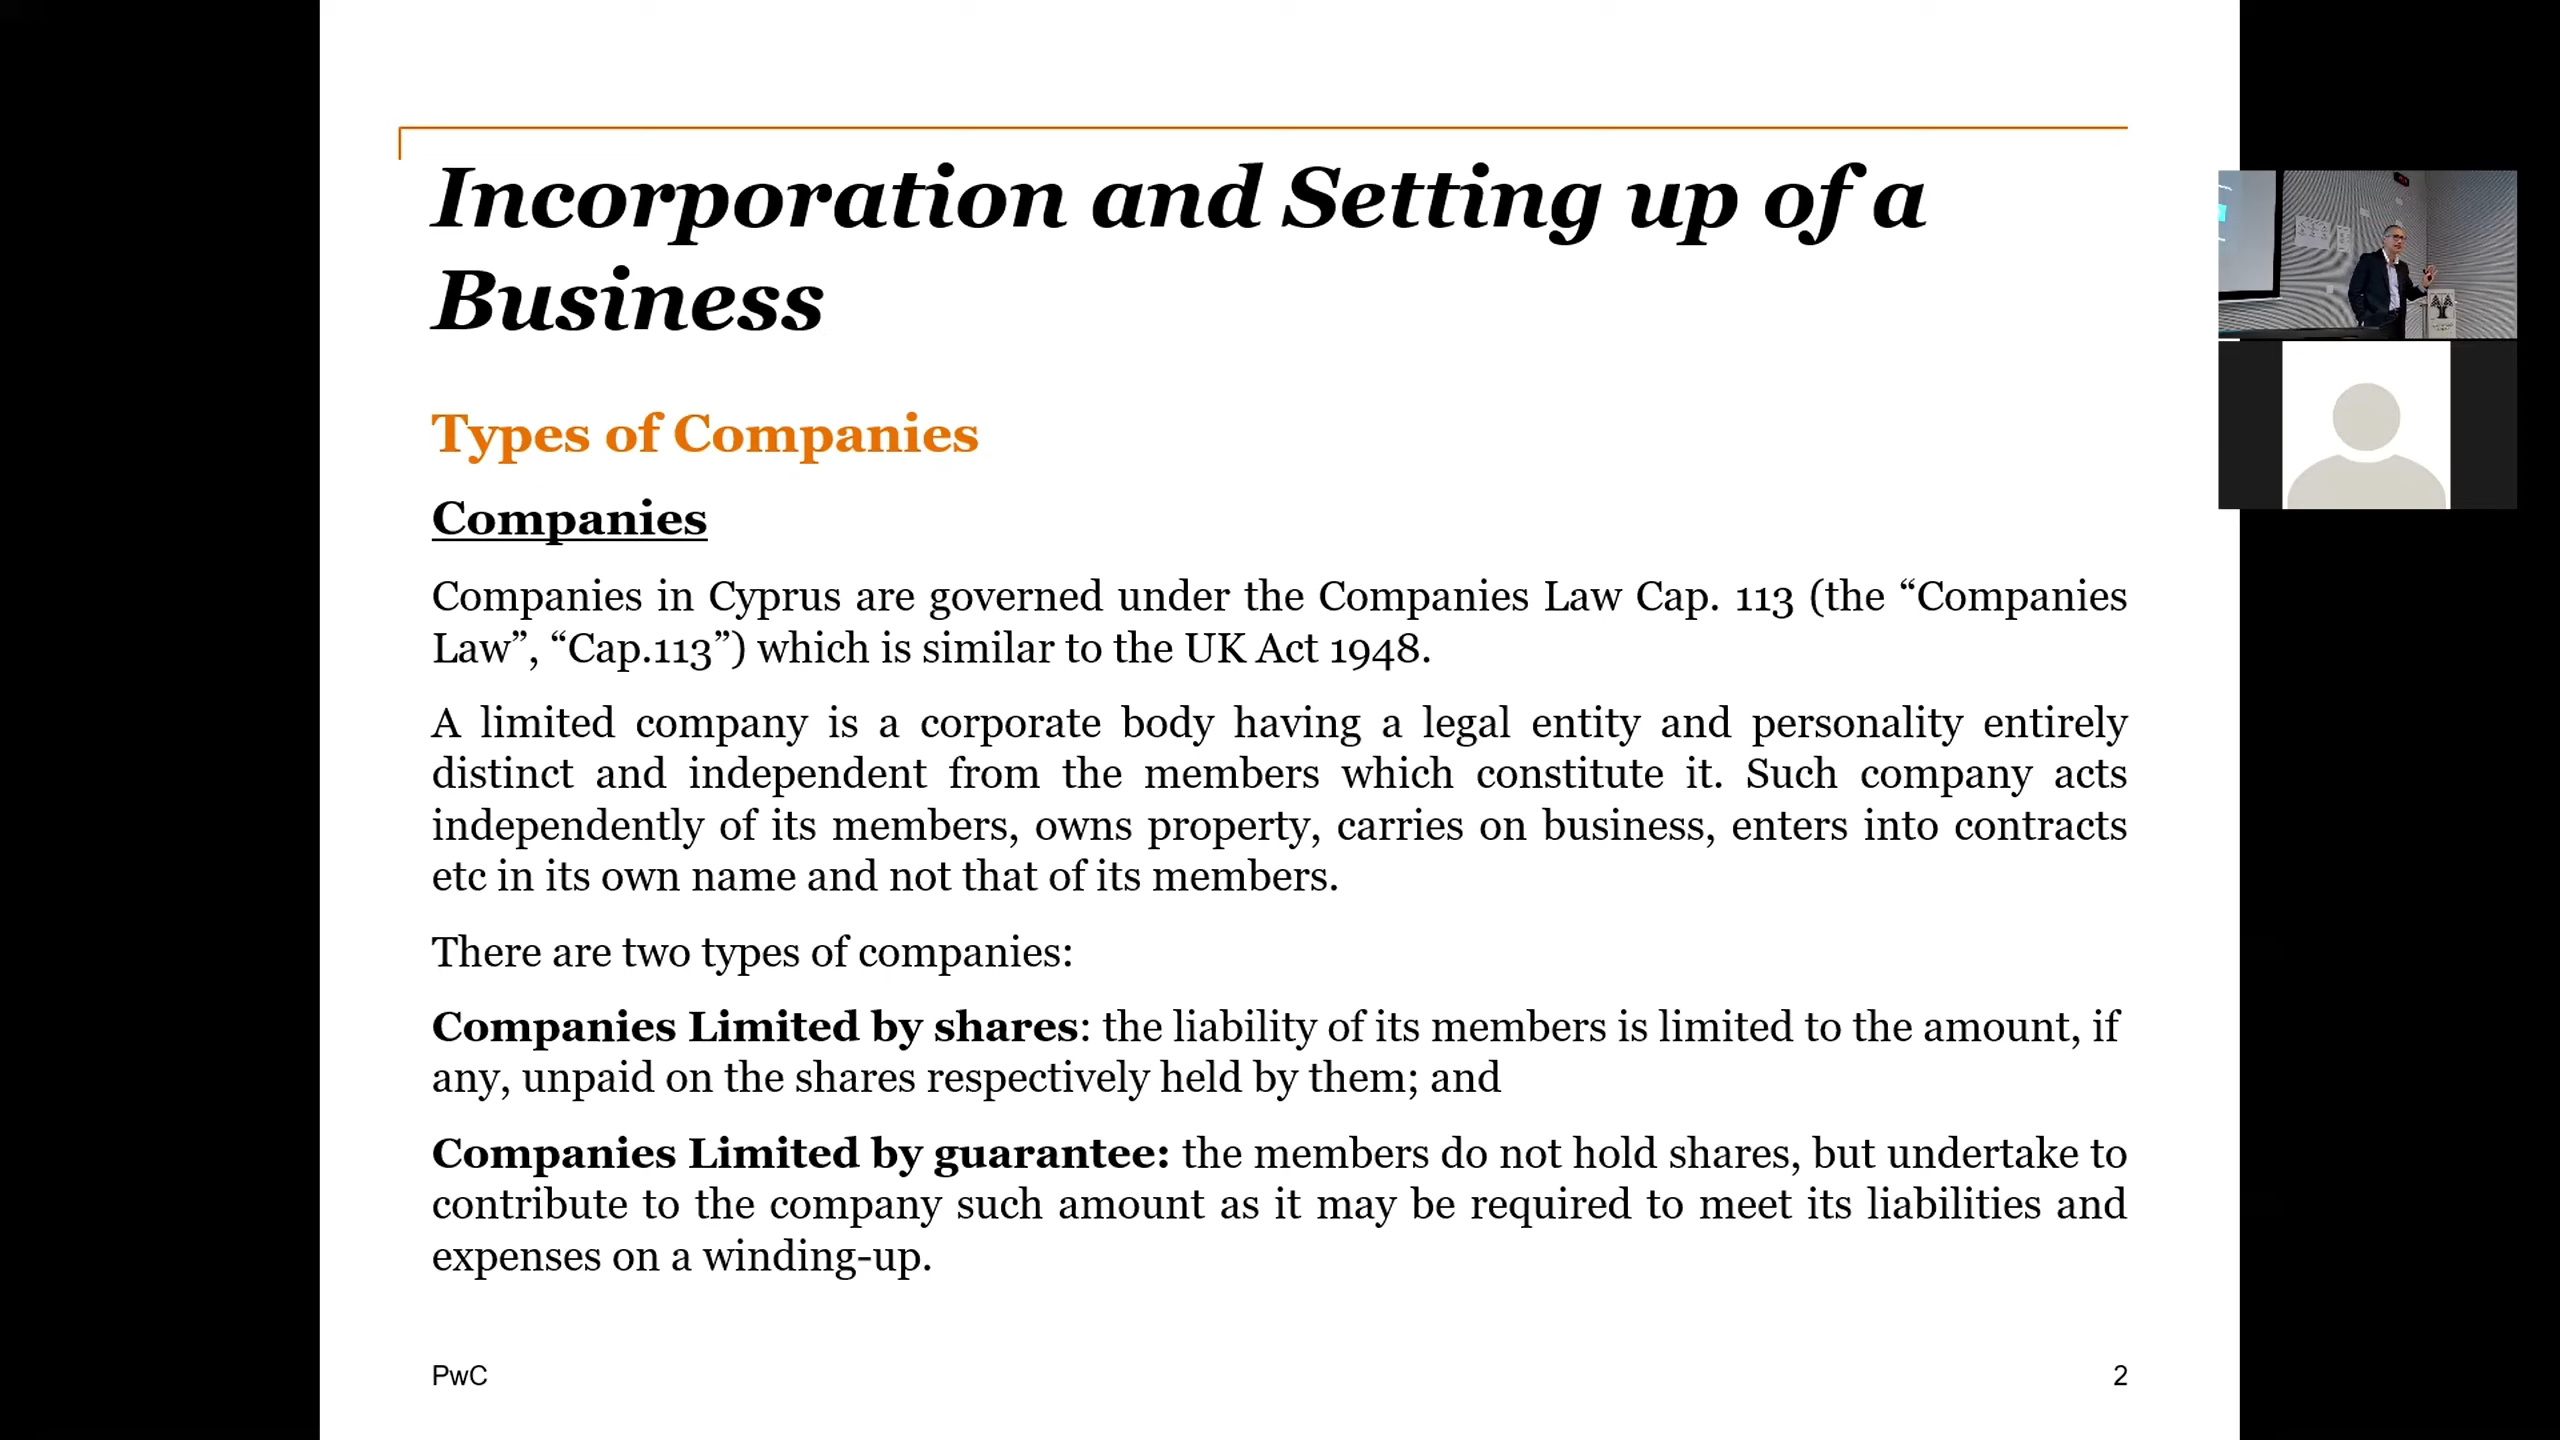 Incorporation and Setting up of a
Business
Types of Companies
Companies
Companies in Cyprus are governed under the Companies Law Cap. 113 (the “Companies
Law”, “Cap.113”) which is similar to the UK Act 1948.
A limited company is a corporate body having a legal entity and personality entirely
distinct and independent from the members which constitute it. Such company acts
independently of its members, owns property, carries on business, enters into contracts
etc in its own name and not that of its members.
There are two types of companies:
Companies Limited by shares: the liability of its members is limited to the amount, if
any, unpaid on the shares respectively held by them; and
Companies Limited by guarantee: the members do not hold shares, but undertake to
contribute to the company such amount as it may be required to meet its liabilities and
expenses on a winding-up.
PwC
2